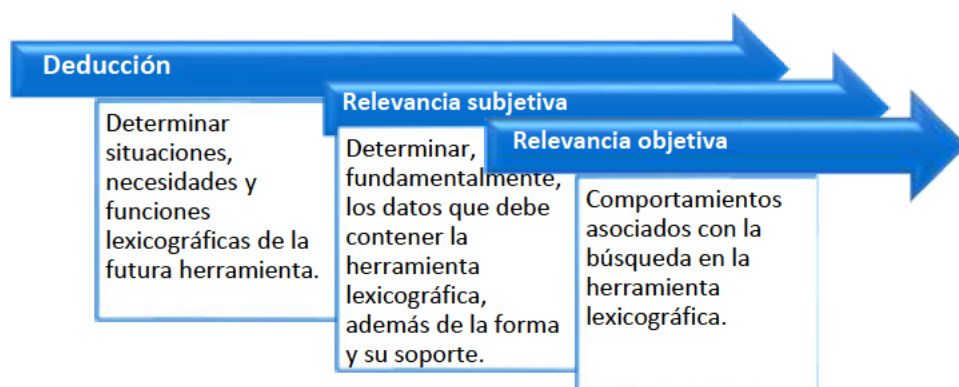 Deducción
Determinar
situaciones,
necesidades y
funciones
lexicográficas de la
futura herramienta.
Relevancia subjetiva
Determinar,
fundamentalmente,
los datos que debe
contener la
herramienta
lexicográfica,
además de la forma
y su soporte.
Relevancia objetiva
Comportamientos
asociados con la
búsqueda en la
herramienta
lexicográfica.